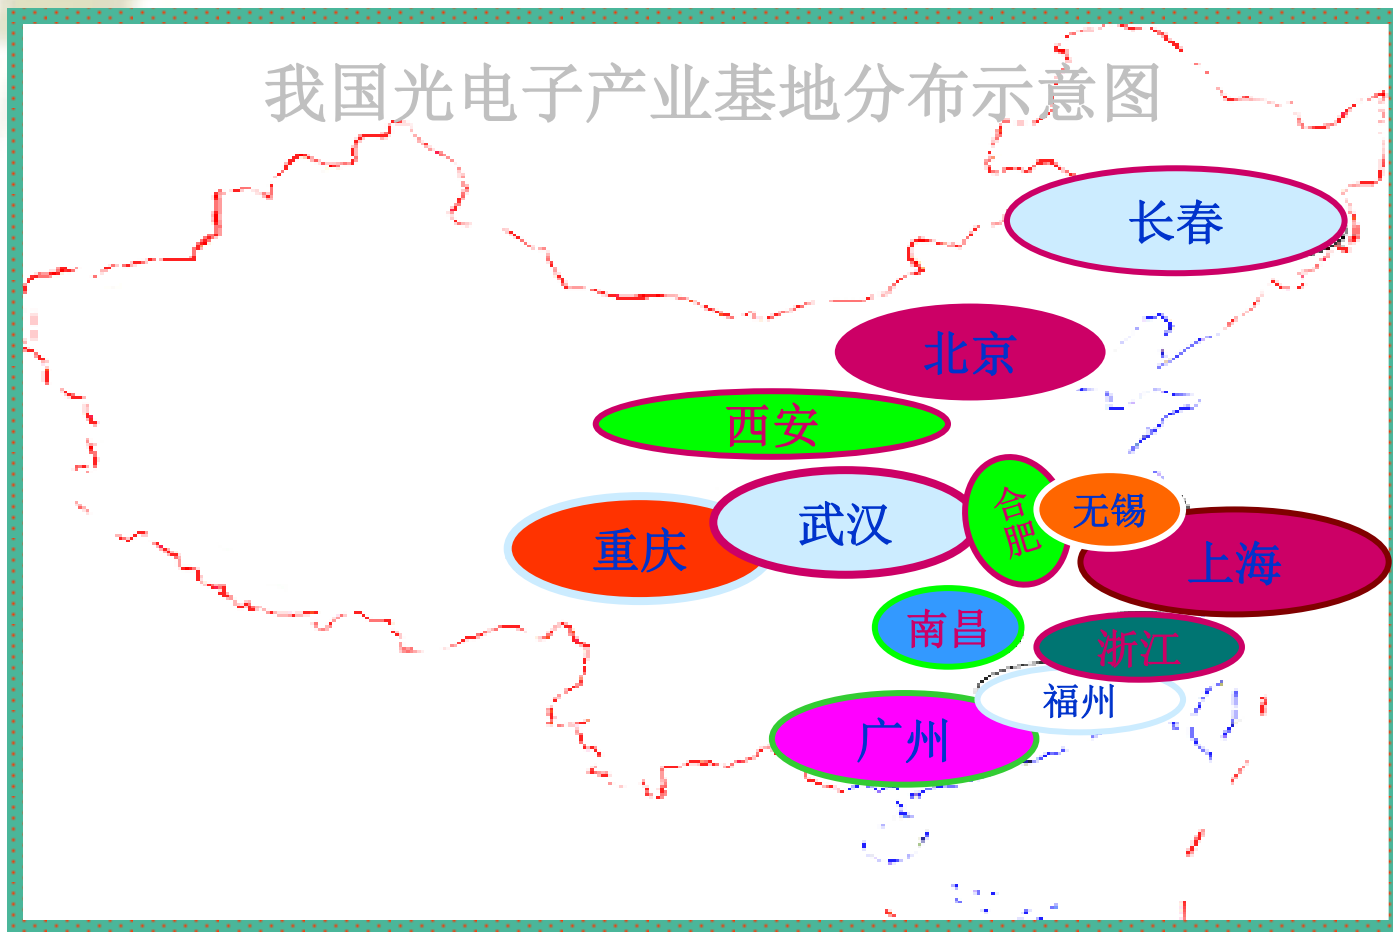 我国光电子产业基地分布示意图
长春
北京
西安
合肥
无锡
武汉
重庆
上海
南昌
浙江
福州
广州